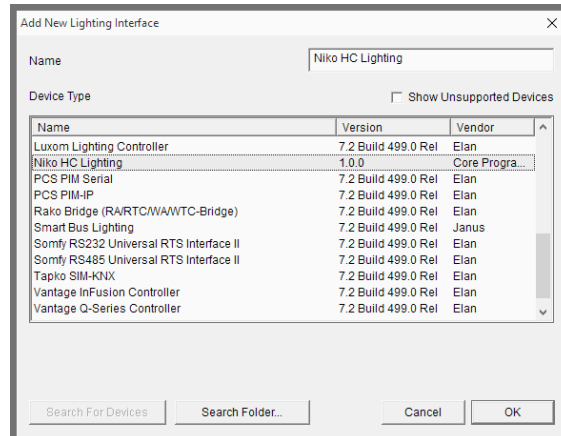 Add New Lighting Interface
Name Niko HC Lighting
Device Type Show Unsupported Devices
Name Version Vendor
Luxom Lighting Controller 7.2 Build 499.0 Rel Elan
Niko HC Lighting 1.0.0 Core Progra...
PCS PIM Serial 7.2 Build 499.0 Rel Elan
PCS PIM-IP 7.2 Build 499.0 Rel Elan
Rako Bridge (RA/RTC/WA/WTC-Bridge) 7.2 Build 499.0 Rel Elan
Smart Bus Lighting 7.2 Build 499.0 Rel Janus
Somfy RS232 Universal RTS Interface II 7.2 Build 499.0 Rel Elan
Somfy RS485 Universal RTS Interface II 7.2 Build 499.0 Rel Elan
Tapko SIM-KNX 7.2 Build 499.0 Rel Elan
Vantage InFusion Controller 7.2 Build 499.0 Rel Elan
Vantage Q-Series Controller 7.2 Build 499.0 Rel Elan
Search For Devices Search Folder... Cancel OK